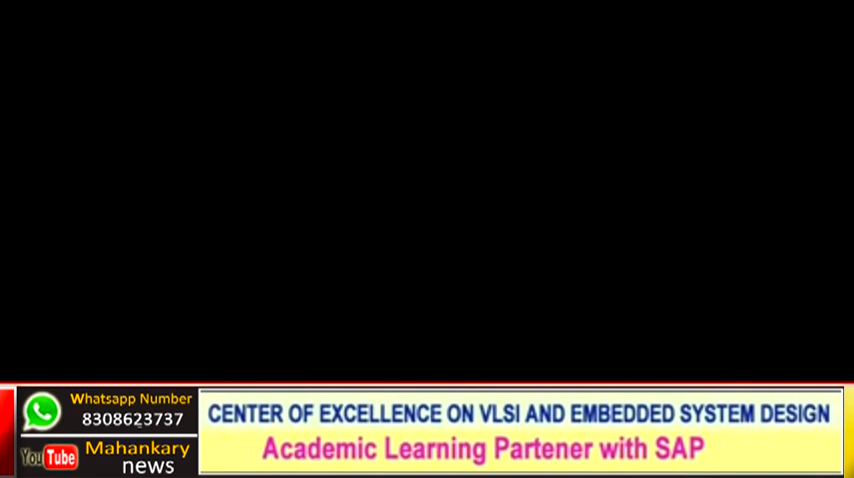 Whatsapp Number
8308623737
YouTube Mahankary
news
CENTER OF EXCELLENCE ON VLSI AND EMBEDDED SYSTEM DESIGN
Academic Learning Partener with SAP